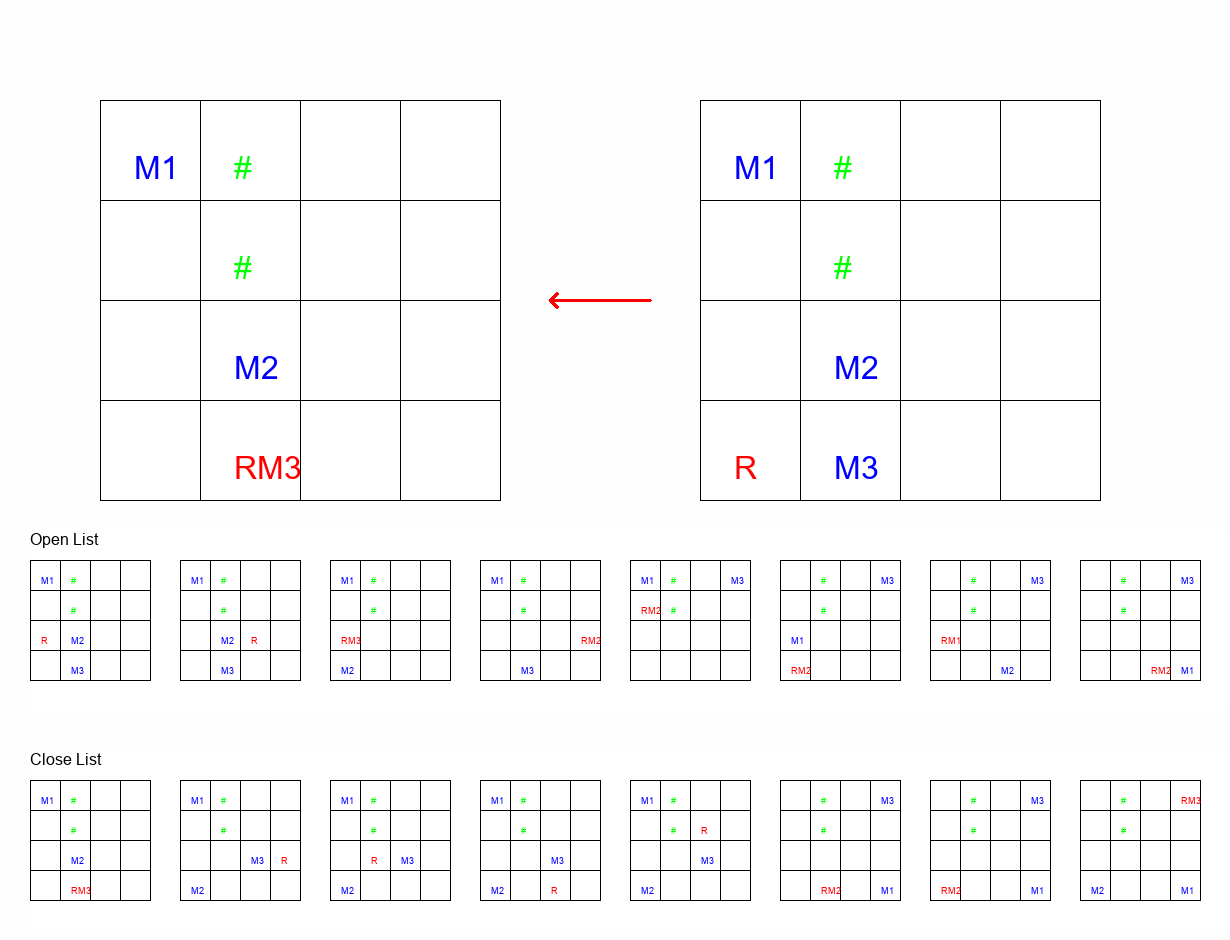 M1 # M1 #
# #
M2 M2
RM3 R M3
Open List
M1 # M1 # M1 # M1 # M1 # M3 # M3 # M3 # M3
# # # # RM2 # # # #
R M2 M2 R RM3 RM2 M1 RM1
M3 M3 M2 M3 RM2 M2 RM2 M1
Close List
M1 # M1 # M1 # M1 # M1 # # M3 # M3 # RM3
# # # # # R # # #
M2 M3 R R M3 M3 M3
RM3 M2 M2 M2 R M2 RM2 M1 RM2 M1 M2 M1